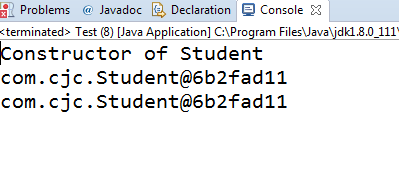 Problems @ Javadoc Declaration Console
<terminated> Test (8) [Java Application] C:\Program Files\Java\jdk1.8.0_111\
Constructor of Student
com.cjc.Student@6b2fad11
com.cjc.Student@6b2fad11